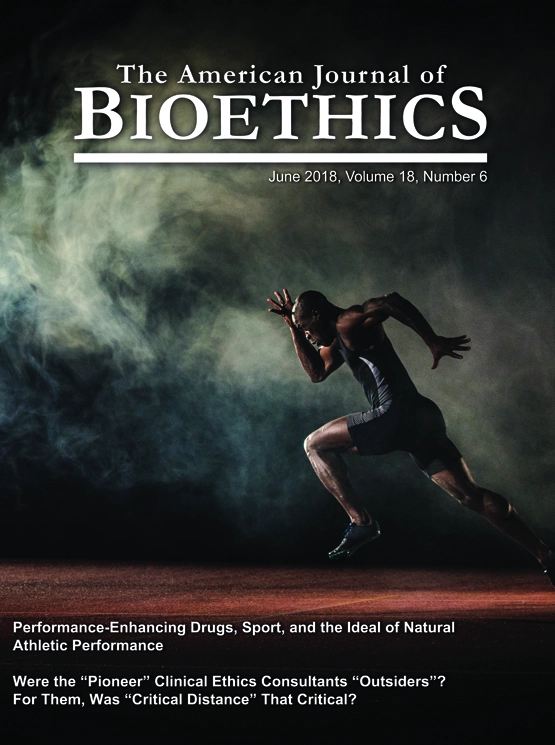 The American Journal of
BIOETHICS
June 2018, Volume 18, Number 6
Performance-Enhancing Drugs, Sport, and the Ideal of Natural
Athletic Performance
Were the “Pioneer” Clinical Ethics Consultants “Outsiders”?
For Them, Was “Critical Distance” That Critical?